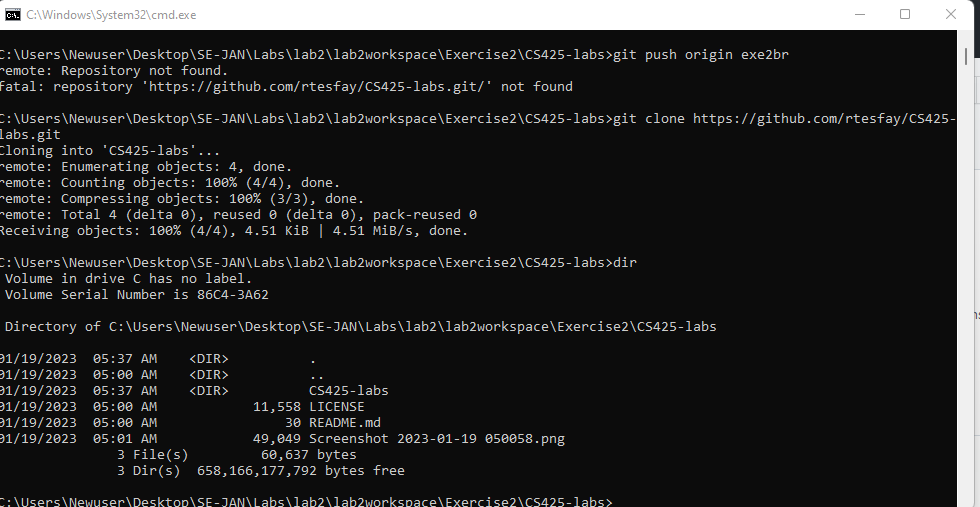 C:\Windows\System32\cmd.exe
C:\Users\Newuser\Desktop\SE-JAN\Labs\lab2\lab2workspace\Exercise2\CS425-labs>git push origin exe2br
remote: Repository not found.
fatal: repository 'https://github.com/rtesfay/CS425-labs.git/' not found
C:\Users\Newuser\Desktop\SE-JAN\Labs\lab2\lab2workspace\Exercise2\CS425-labs>git clone https://github.com/rtesfay/CS425-
labs.git
Cloning into 'CS425-labs'...
remote: Enumerating objects: 4, done.
remote: Counting objects: 100% (4/4), done.
remote: Compressing objects: 100% (3/3), done.
remote: Total 4 (delta 0), reused 0 (delta 0), pack-reused 0
Receiving objects: 100% (4/4), 4.51 KiB | 4.51 MiB/s, done.
C:\Users\Newuser\Desktop\SE-JAN\Labs\lab2\lab2workspace\Exercise2\CS425-labs>dir
 Volume in drive C has no label.
 Volume Serial Number is 86C4-3A62
 Directory of C:\Users\Newuser\Desktop\SE-JAN\Labs\lab2\lab2workspace\Exercise2\CS425-labs
01/19/2023  05:37 AM    <DIR>          .
01/19/2023  05:00 AM    <DIR>          ..
01/19/2023  05:37 AM    <DIR>          CS425-labs
01/19/2023  05:00 AM            11,558 LICENSE
01/19/2023  05:00 AM                30 README.md
01/19/2023  05:01 AM            49,049 Screenshot 2023-01-19 050058.png
               3 File(s)         60,637 bytes
               3 Dir(s)  658,166,177,792 bytes free
C:\Users\Newuser\Desktop\SE-JAN\Labs\lab2\lab2workspace\Exercise2\CS425-labs>